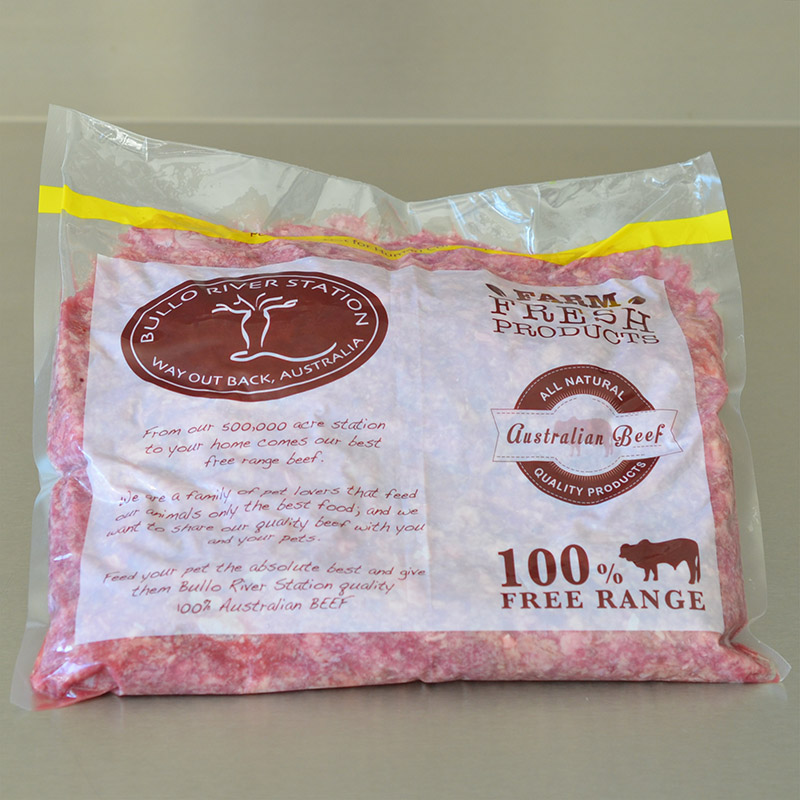 for Human
BULLO RIVER STATION
WAY OUT BACK, AUSTRALIA
From our 500,000 acre station
to your home comes our best
free range beef.
We are a family of pet lovers that feed
our animals only the best food, and we
want to share our quality beef with you
and your pets.
Feed your pet the absolute best and give
them Bullo River Station quality
100% Australian BEEF
FARM
FRESH
PRODUCTS
ALL NATURAL
Australian Beef
QUALITY PRODUCTS
100%
FREE RANGE